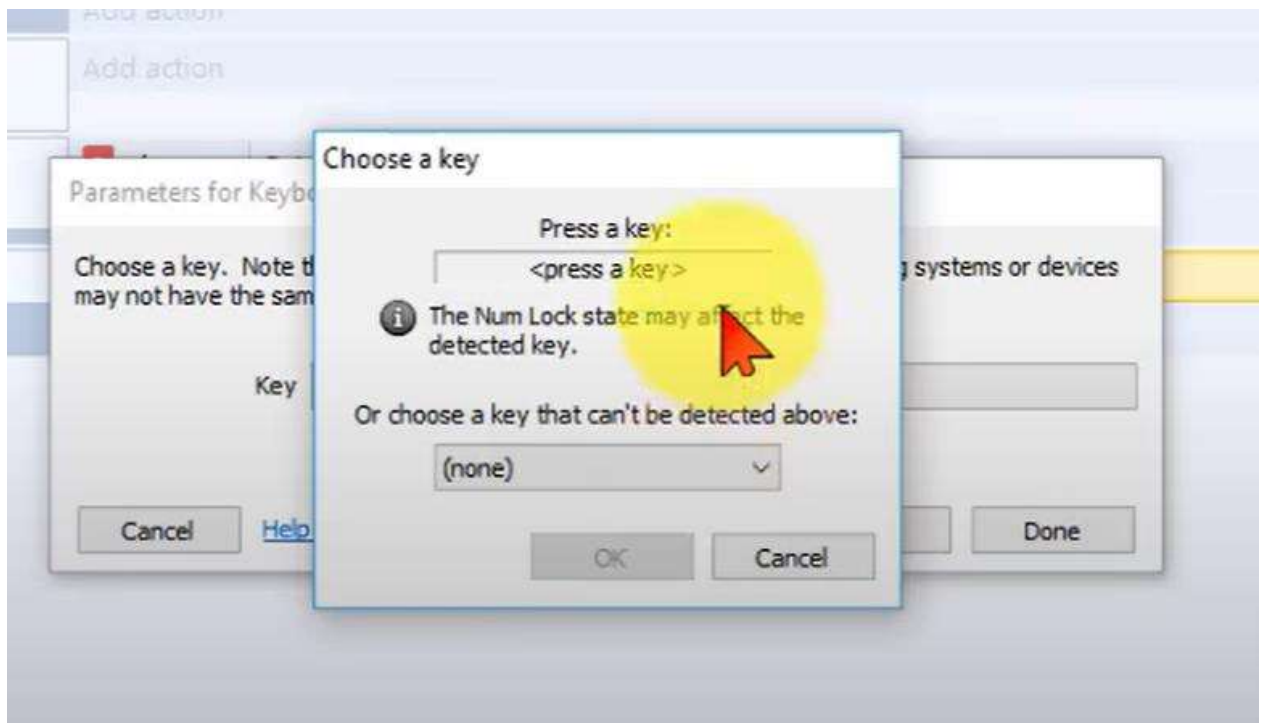 Add action
Add action
Choose a key
Parameters for Keybo
Press a key:
<press a key>
Choose a key. Note t
g systems or devices
may not have the sam
The Num Lock state may affect the
detected key.
Key
Or choose a key that can't be detected above:
(none)
Cancel
Help
OK
Cancel
Done